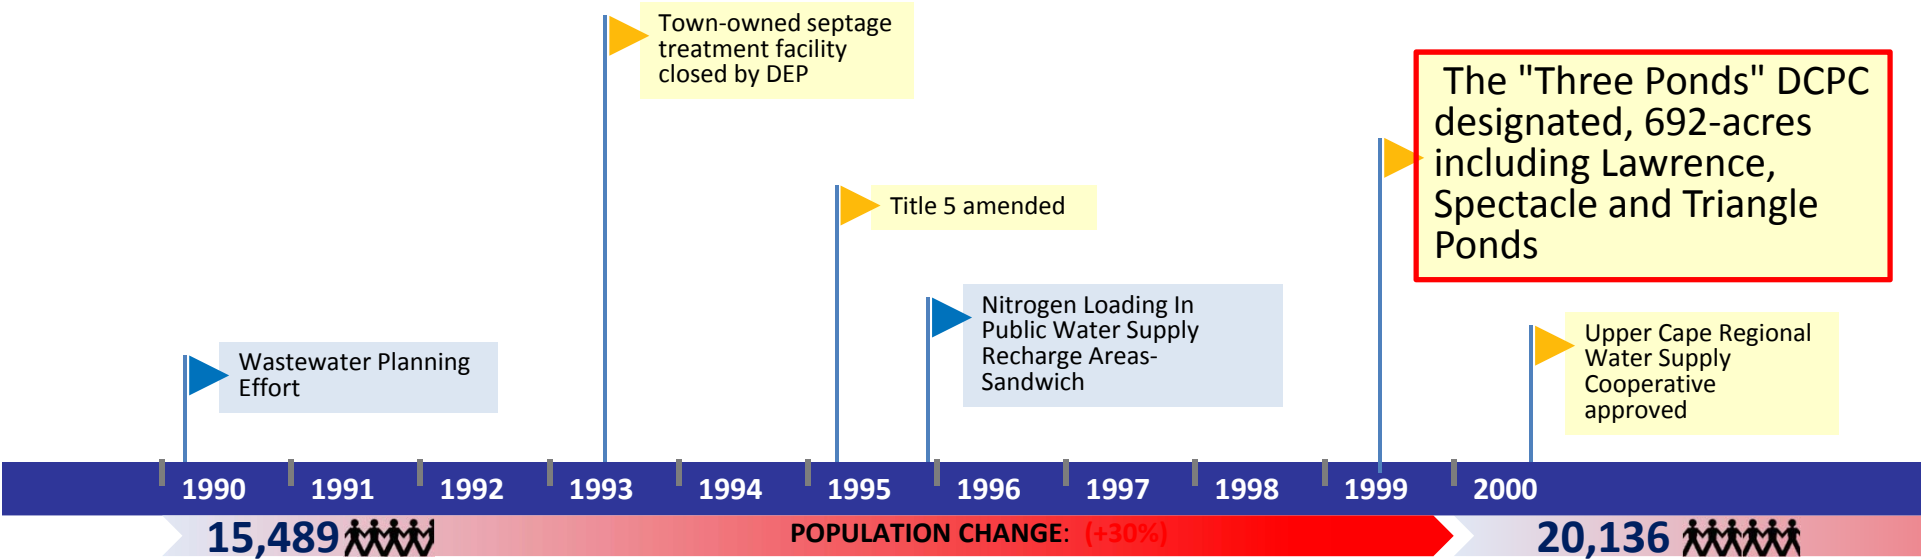 Town-owned septage
treatment facility
closed by DEP
The "Three Ponds" DCPC
designated, 692-acres
including Lawrence,
Spectacle and Triangle
Ponds
Title 5 amended
Nitrogen Loading In
Public Water Supply
Recharge Areas-
Sandwich
Upper Cape Regional
Water Supply
Cooperative
approved
Wastewater Planning
Effort
1990 1991 1992 1993 1994 1995 1996 1997 1998 1999 2000
15,489 POPULATION CHANGE: (+30%) 20,136